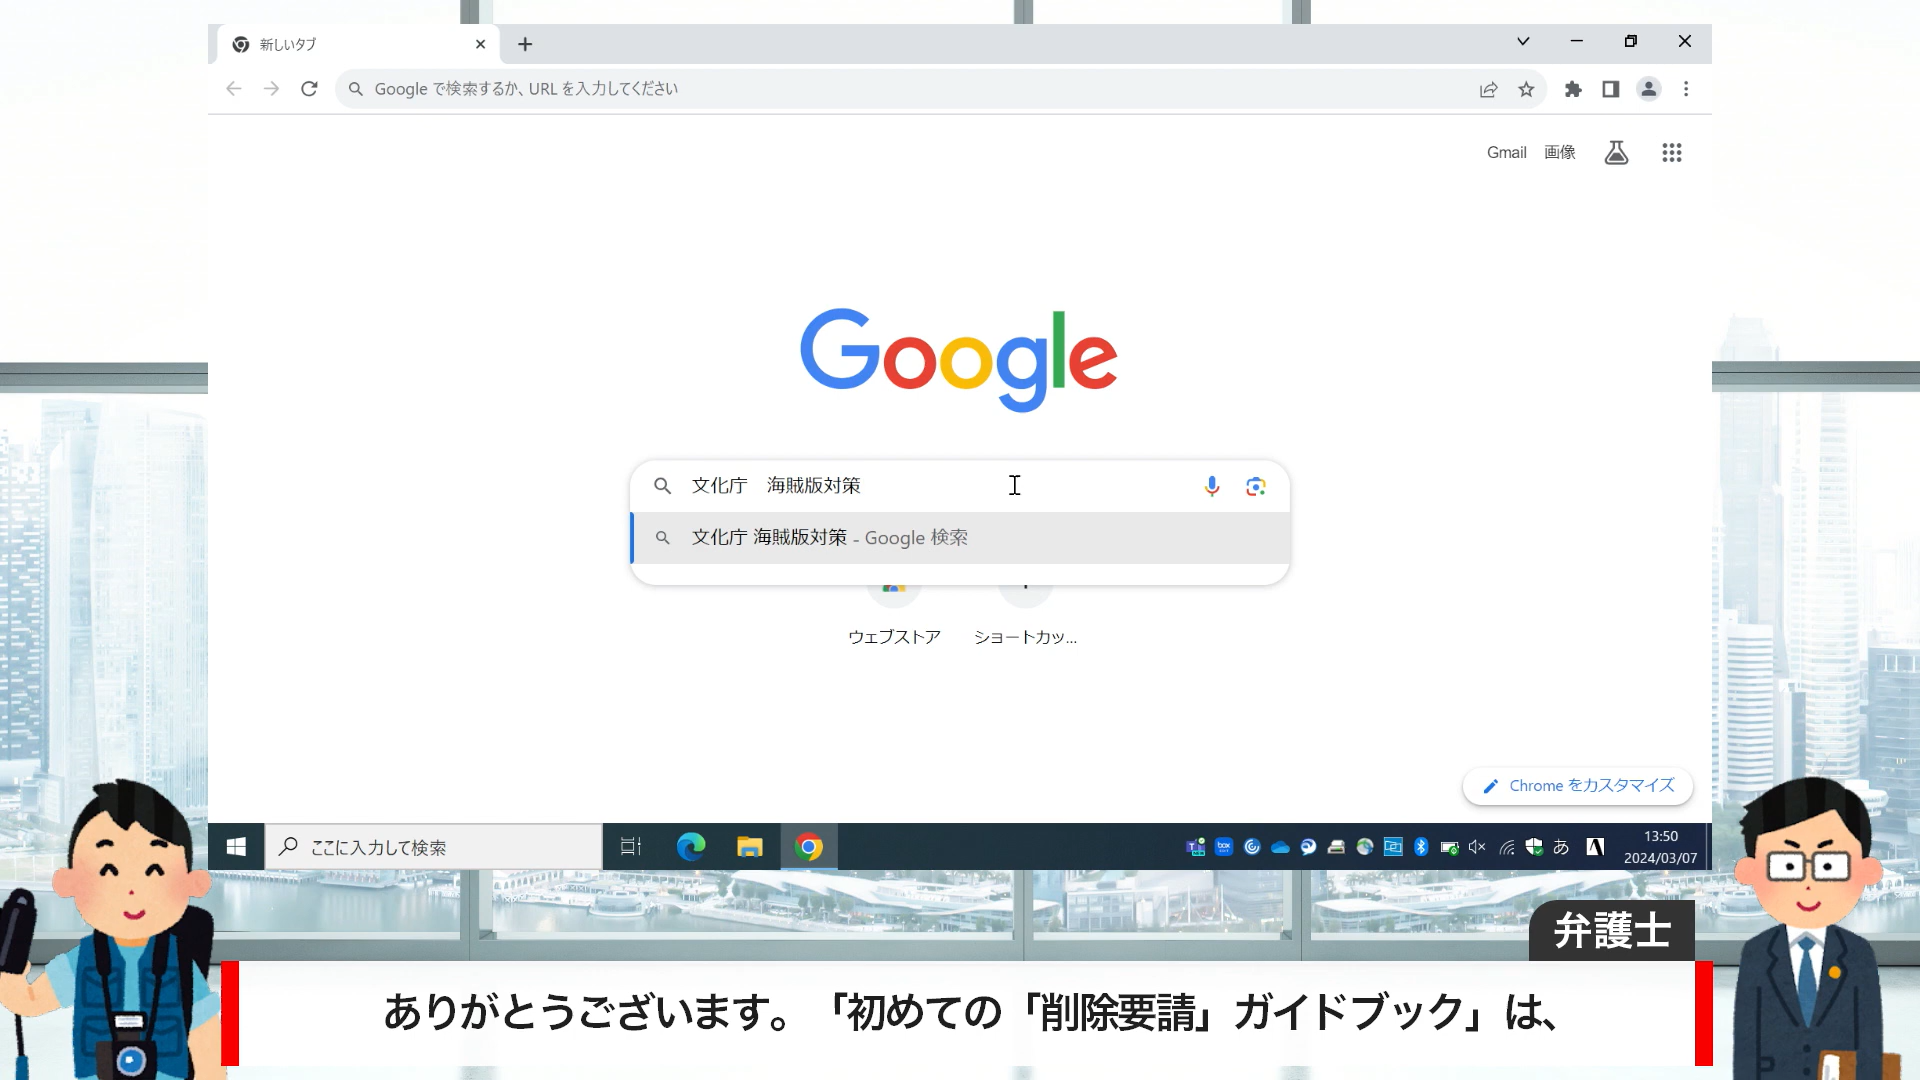 新しいタブ
Google で検索するか、URL を入力してください
Gmail 画像
Google
文化庁　海賊版対策
文化庁 海賊版対策 - Google 検索
ウェブストア ショートカッ...
Chrome をカスタマイズ
ここに入力して検索
あ
13:50
2024/03/07
弁護士
ありがとうございます。「初めての「削除要請」ガイドブック」は、